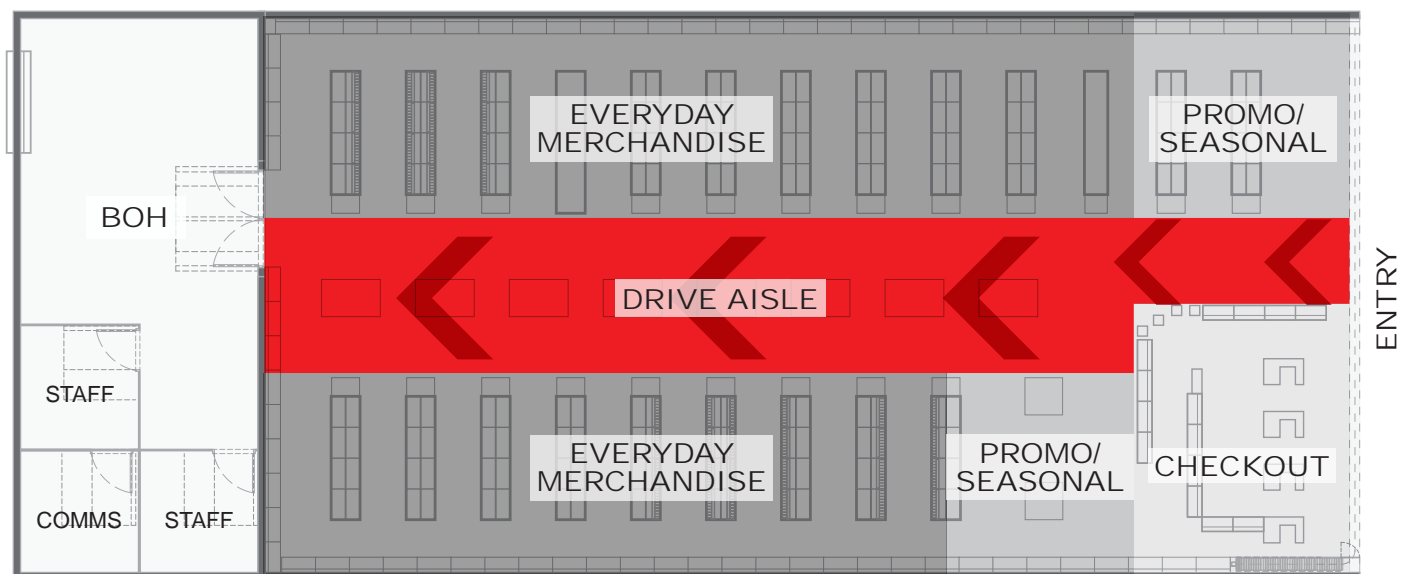 EVERYDAY
MERCHANDISE
PROMO/
SEASONAL
BOH
DRIVE AISLE
ENTRY
STAFF
EVERYDAY
MERCHANDISE
PROMO/
SEASONAL
CHECKOUT
COMMS
STAFF